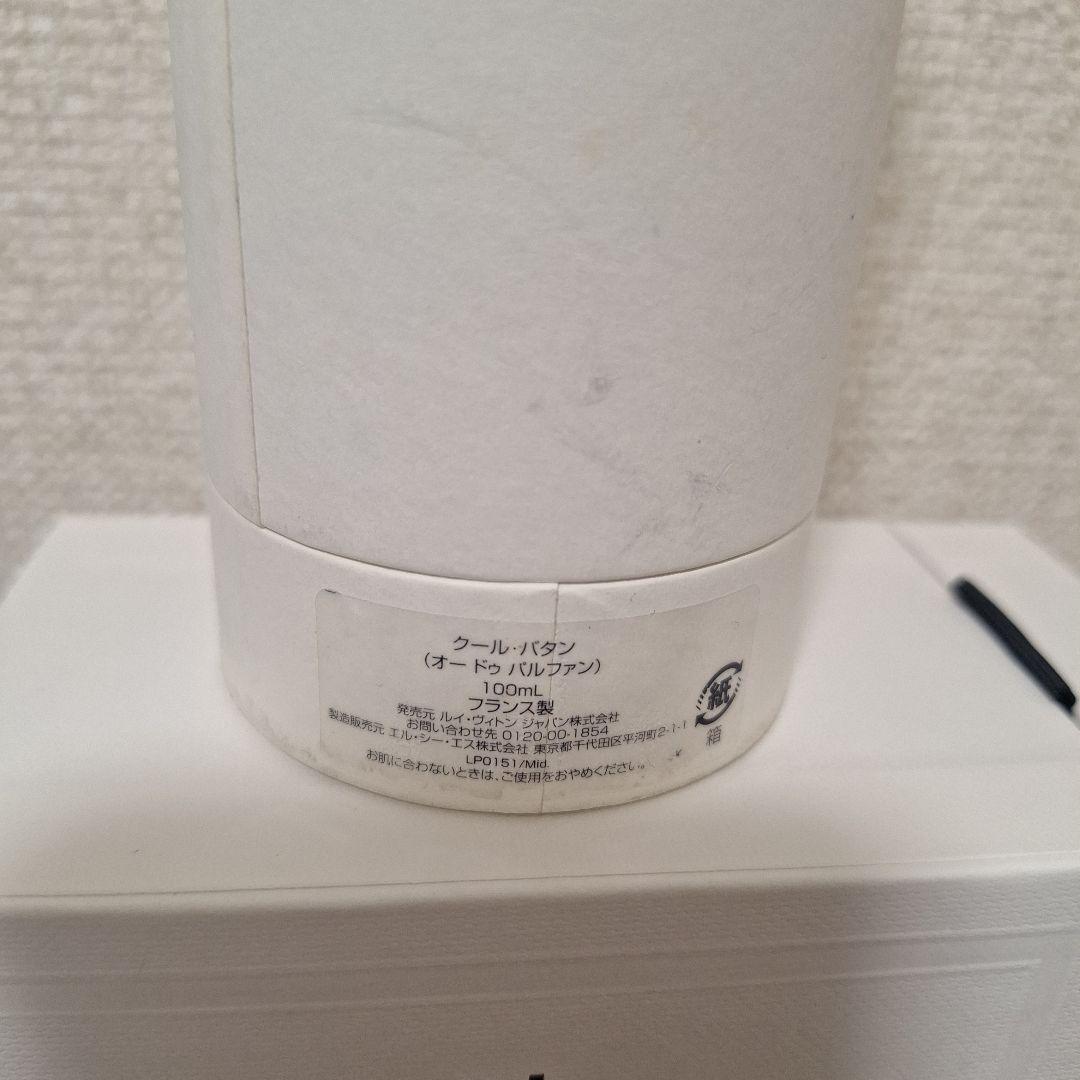 クール・バタン
(オー ドゥ パルファン)
100mL
フランス製
発売元 ルイ・ヴィトン ジャパン株式会社
お問い合わせ先 0120-00-1854
製造販売元 エル・シー・エス株式会社 東京都千代田区平河町2-1-1
LP0151/Mid.
お肌に合わないときは、ご使用をおやめください。
紙
箱